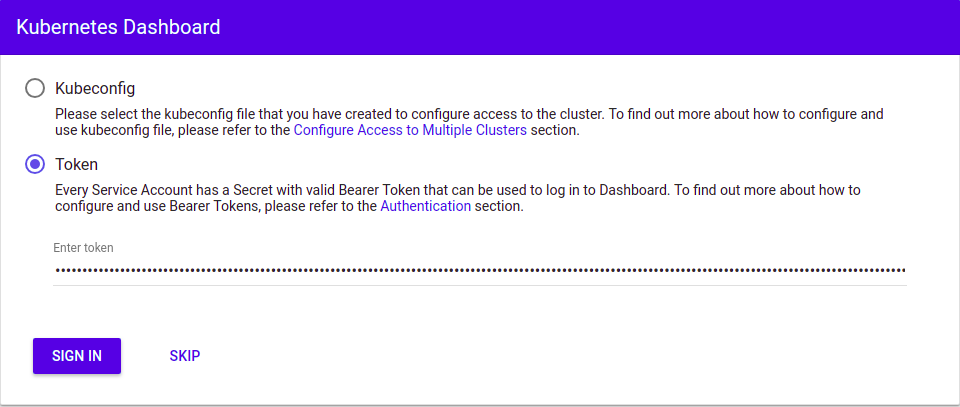 Kubernetes Dashboard
Kubeconfig
Please select the kubeconfig file that you have created to configure access to the cluster. To find out more about how to configure and
use kubeconfig file, please refer to the Configure Access to Multiple Clusters section.
Token
Every Service Account has a Secret with valid Bearer Token that can be used to log in to Dashboard. To find out more about how to
configure and use Bearer Tokens, please refer to the Authentication section.
Enter token
SIGN IN SKIP